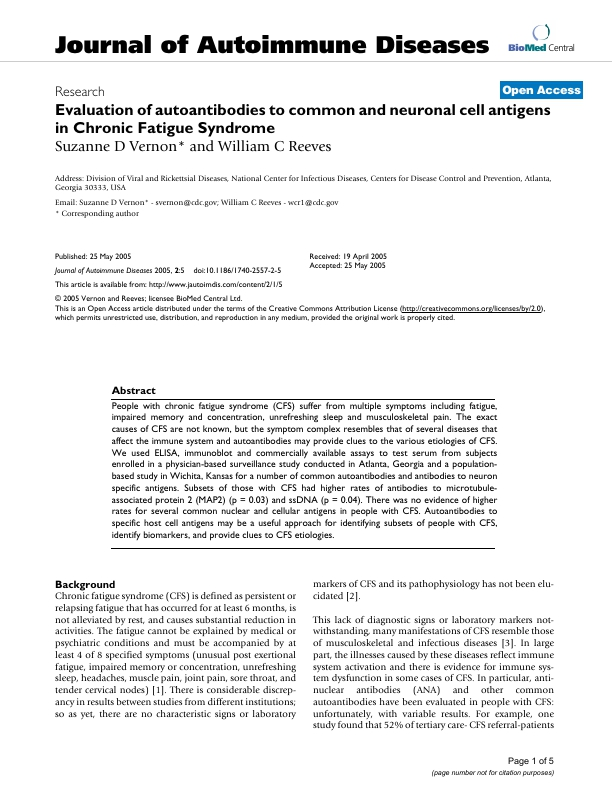 Journal of Autoimmune Diseases
BioMed Central
Research
Open Access
Evaluation of autoantibodies to common and neuronal cell antigens
in Chronic Fatigue Syndrome
Suzanne D Vernon* and William C Reeves
Address: Division of Viral and Rickettsial Diseases, National Center for Infectious Diseases, Centers for Disease Control and Prevention, Atlanta,
Georgia 30333, USA
Email: Suzanne D Vernon* - svernon@cdc.gov; William C Reeves - wcr1@cdc.gov
* Corresponding author
Published: 25 May 2005
Journal of Autoimmune Diseases 2005, 2:5 doi:10.1186/1740-2557-2-5
Received: 19 April 2005
Accepted: 25 May 2005
This article is available from: http://www.jautoimdis.com/content/2/1/5
© 2005 Vernon and Reeves; licensee BioMed Central Ltd.
This is an Open Access article distributed under the terms of the Creative Commons Attribution License (http://creativecommons.org/licenses/by/2.0),
which permits unrestricted use, distribution, and reproduction in any medium, provided the original work is properly cited.
Abstract
People with chronic fatigue syndrome (CFS) suffer from multiple symptoms including fatigue,
impaired memory and concentration, unrefreshing sleep and musculoskeletal pain. The exact
causes of CFS are not known, but the symptom complex resembles that of several diseases that
affect the immune system and autoantibodies may provide clues to the various etiologies of CFS.
We used ELISA, immunoblot and commercially available assays to test serum from subjects
enrolled in a physician-based surveillance study conducted in Atlanta, Georgia and a population-
based study in Wichita, Kansas for a number of common autoantibodies and antibodies to neuron
specific antigens. Subsets of those with CFS had higher rates of antibodies to microtubule-
associated protein 2 (MAP2) (p = 0.03) and ssDNA (p = 0.04). There was no evidence of higher
rates for several common nuclear and cellular antigens in people with CFS. Autoantibodies to
specific host cell antigens may be a useful approach for identifying subsets of people with CFS,
identify biomarkers, and provide clues to CFS etiologies.
Background
Chronic fatigue syndrome (CFS) is defined as persistent or
relapsing fatigue that has occurred for at least 6 months, is
not alleviated by rest, and causes substantial reduction in
activities. The fatigue cannot be explained by medical or
psychiatric conditions and must be accompanied by at
least 4 of 8 specified symptoms (unusual post exertional
fatigue, impaired memory or concentration, unrefreshing
sleep, headaches, muscle pain, joint pain, sore throat, and
tender cervical nodes) [1]. There is considerable discrep-
ancy in results between studies from different institutions;
so as yet, there are no characteristic signs or laboratory
markers of CFS and its pathophysiology has not been elu-
cidated [2].
This lack of diagnostic signs or laboratory markers not-
withstanding, many manifestations of CFS resemble those
of musculoskeletal and infectious diseases [3]. In large
part, the illnesses caused by these diseases reflect immune
system activation and there is evidence for immune sys-
tem dysfunction in some cases of CFS. In particular, anti-
nuclear antibodies (ANA) and other common
autoantibodies have been evaluated in people with CFS:
unfortunately, with variable results. For example, one
study found that 52% of tertiary care- CFS referral-patients
Page 1 of 5
(page number not for citation purposes)